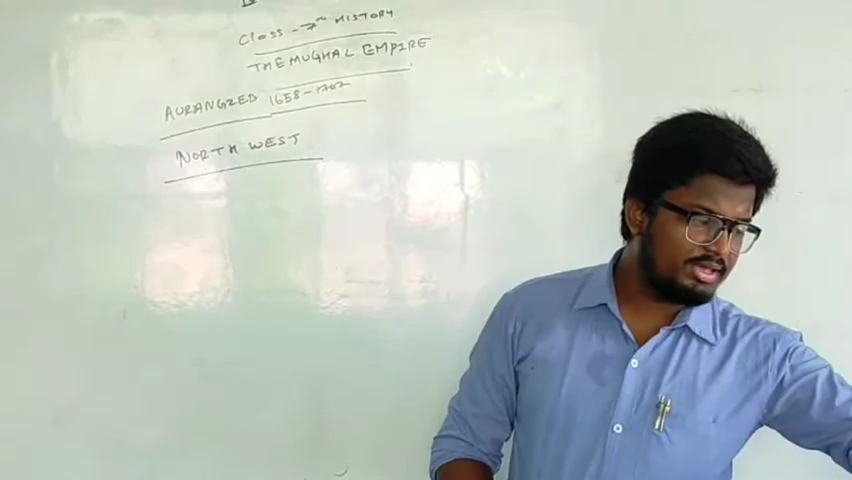 Class - 7th HISTORY
THE MUGHAL EMPIRE
AURANGZEB 1658-1707
NORTH WEST